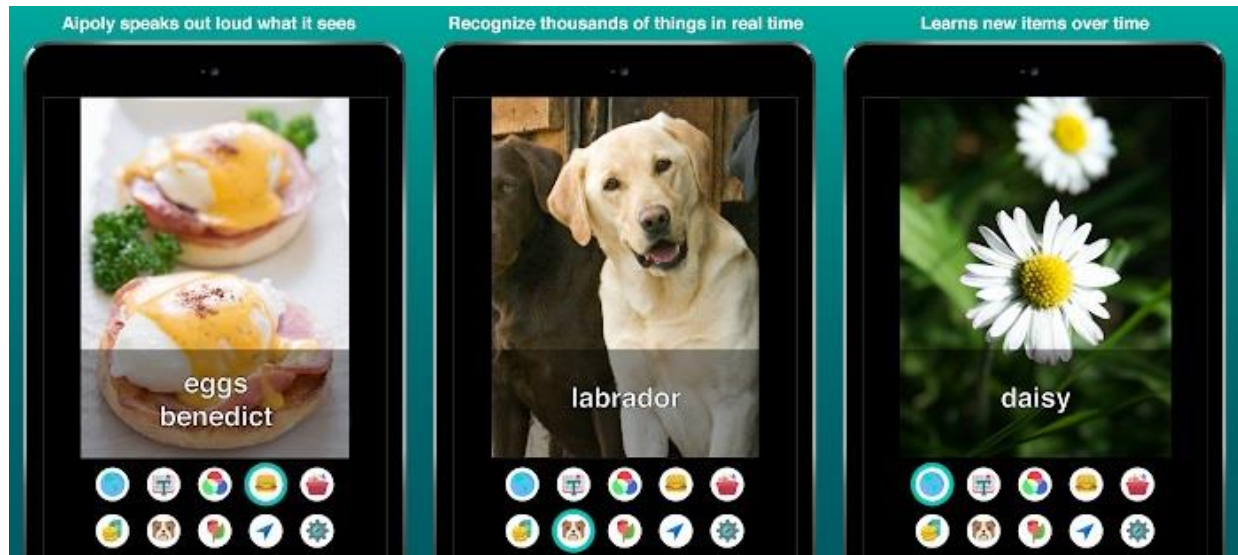 Aipoly speaks out loud what it sees
eggs
benedict
Recognize thousands of things in real time
labrador
Learns new items over time
daisy